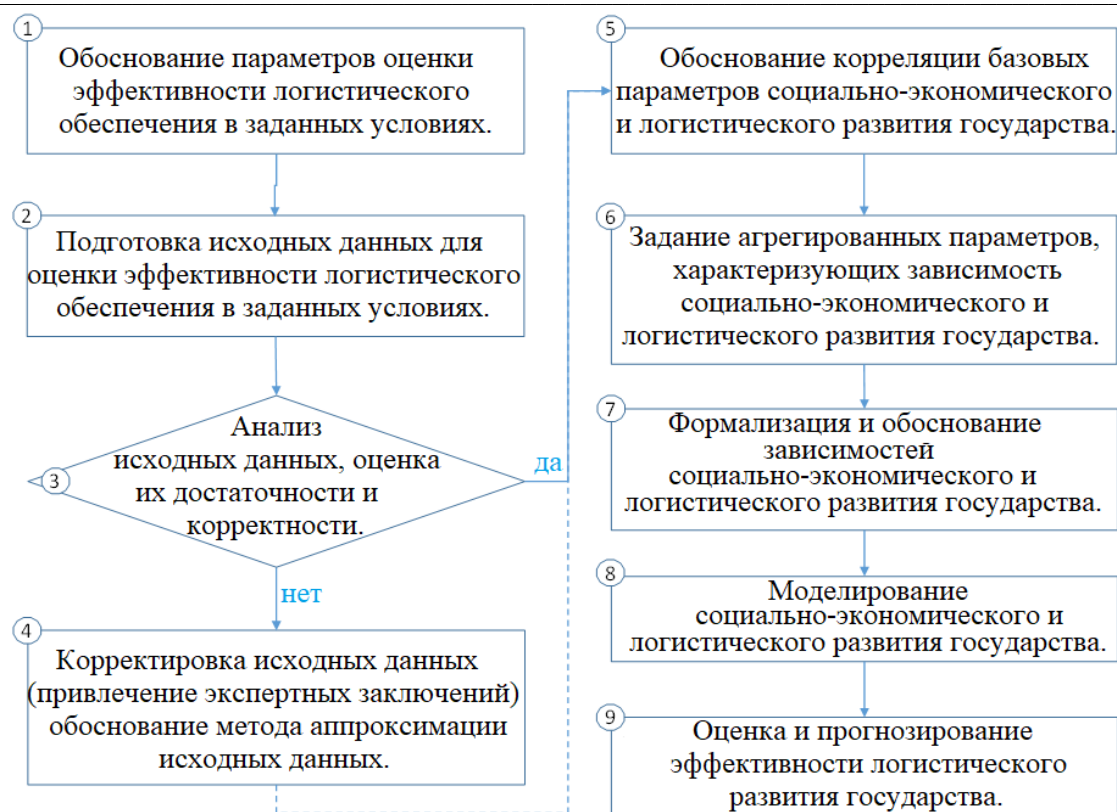 1
Обоснование параметров оценки
эффективности логистического
обеспечения в заданных условиях.
2
Подготовка исходных данных для
оценки эффективности логистического
обеспечения в заданных условиях.
3
Анализ
исходных данных, оценка
их достаточности и
корректности.
да
нет
4
Корректировка исходных данных
(привлечение экспертных заключений)
обоснование метода аппроксимации
исходных данных.
5
Обоснование корреляции базовых
параметров социально-экономического
и логистического развития государства.
6
Задание агрегированных параметров,
характеризующих зависимость
социально-экономического и
логистического развития государства.
7
Формализация и обоснование
зависимостей
социально-экономического и
логистического развития государства.
8
Моделирование
социально-экономического и
логистического развития государства.
9
Оценка и прогнозирование
эффективности логистического
развития государства.